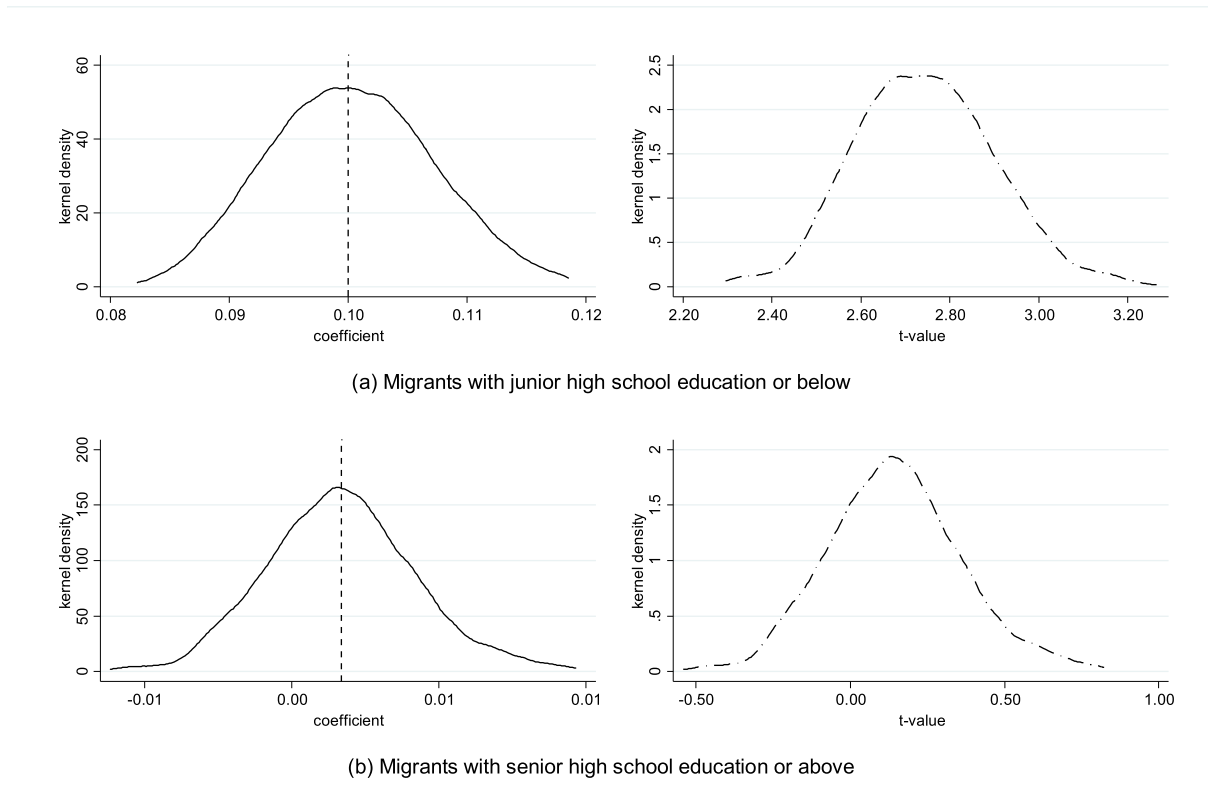 kernel density
60
40
20
0
0.08 0.09 0.10 0.11 0.12
coefficient
kernel density
2.5
2
1.5
1
.5
0
2.20 2.40 2.60 2.80 3.00 3.20
t-value
(a) Migrants with junior high school education or below
kernel density
200
150
100
50
0
-0.01 0.00 0.01 0.01
coefficient
kernel density
2
1.5
1
.5
0
-0.50 0.00 0.50 1.00
t-value
(b) Migrants with senior high school education or above